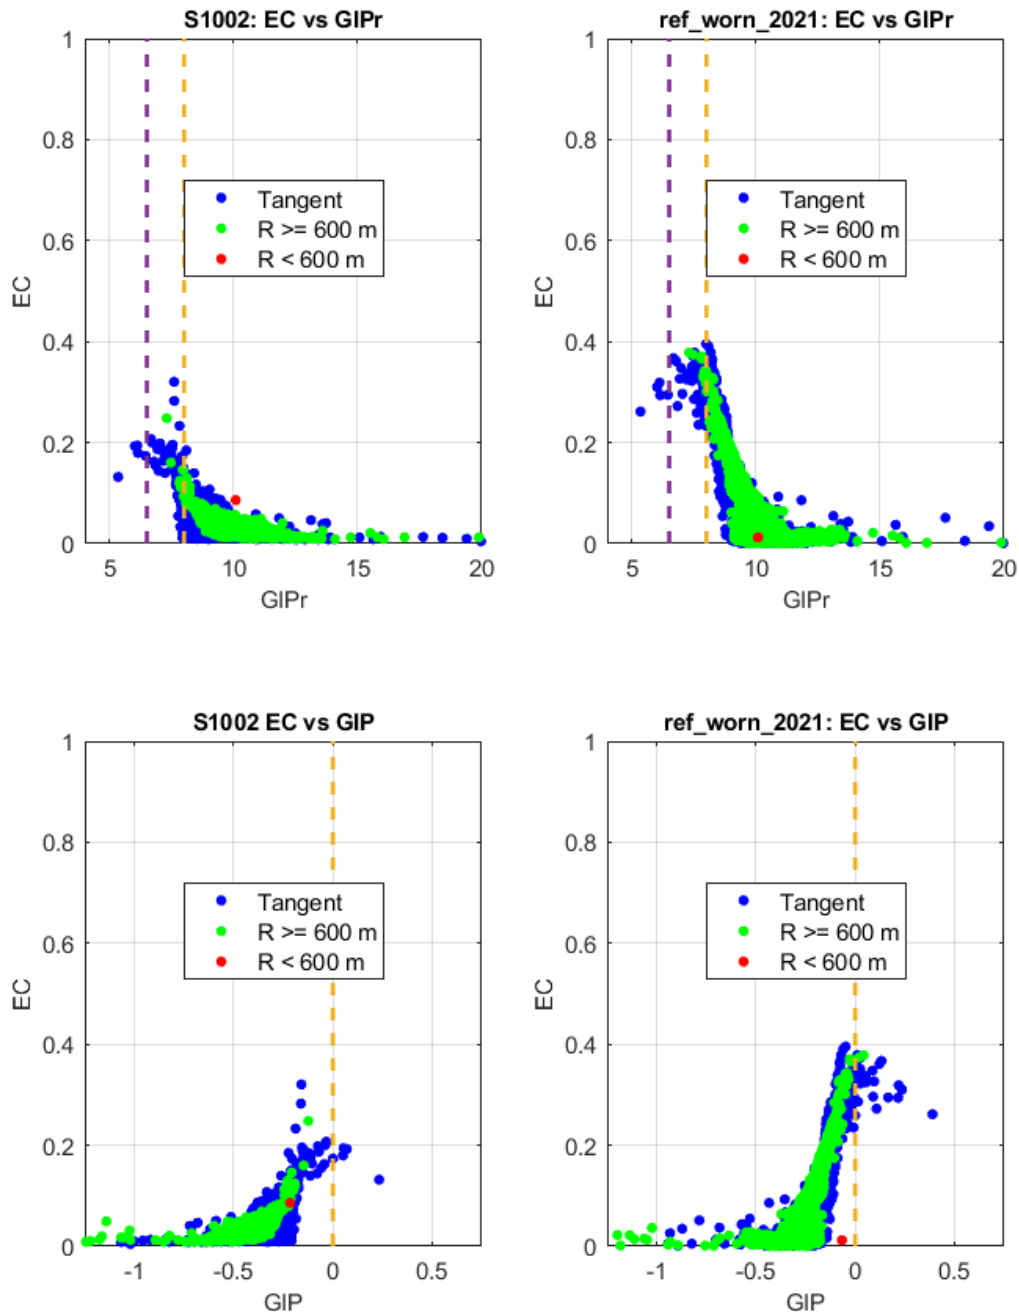 S1002: EC vs GIPr
1
0.8
0.6
0.4
0.2
0
EC
Tangent
R >= 600 m
R < 600 m
5
10
15
20
GIPr
ref_worn_2021: EC vs GIPr
1
0.8
0.6
0.4
0.2
0
EC
Tangent
R >= 600 m
R < 600 m
5
10
15
20
GIPr
S1002 EC vs GIP
1
0.8
0.6
0.4
0.2
0
EC
Tangent
R >= 600 m
R < 600 m
-1
-0.5
0
0.5
GIP
ref_worn_2021: EC vs GIP
1
0.8
0.6
0.4
0.2
0
EC
Tangent
R >= 600 m
R < 600 m
-1
-0.5
0
0.5
GIP